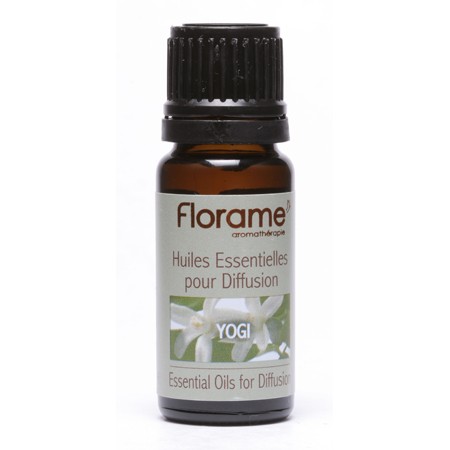 Florame
aromathérapie
Huiles Essentielles
pour Diffusion
YOGI
Essential Oils for Diffusion